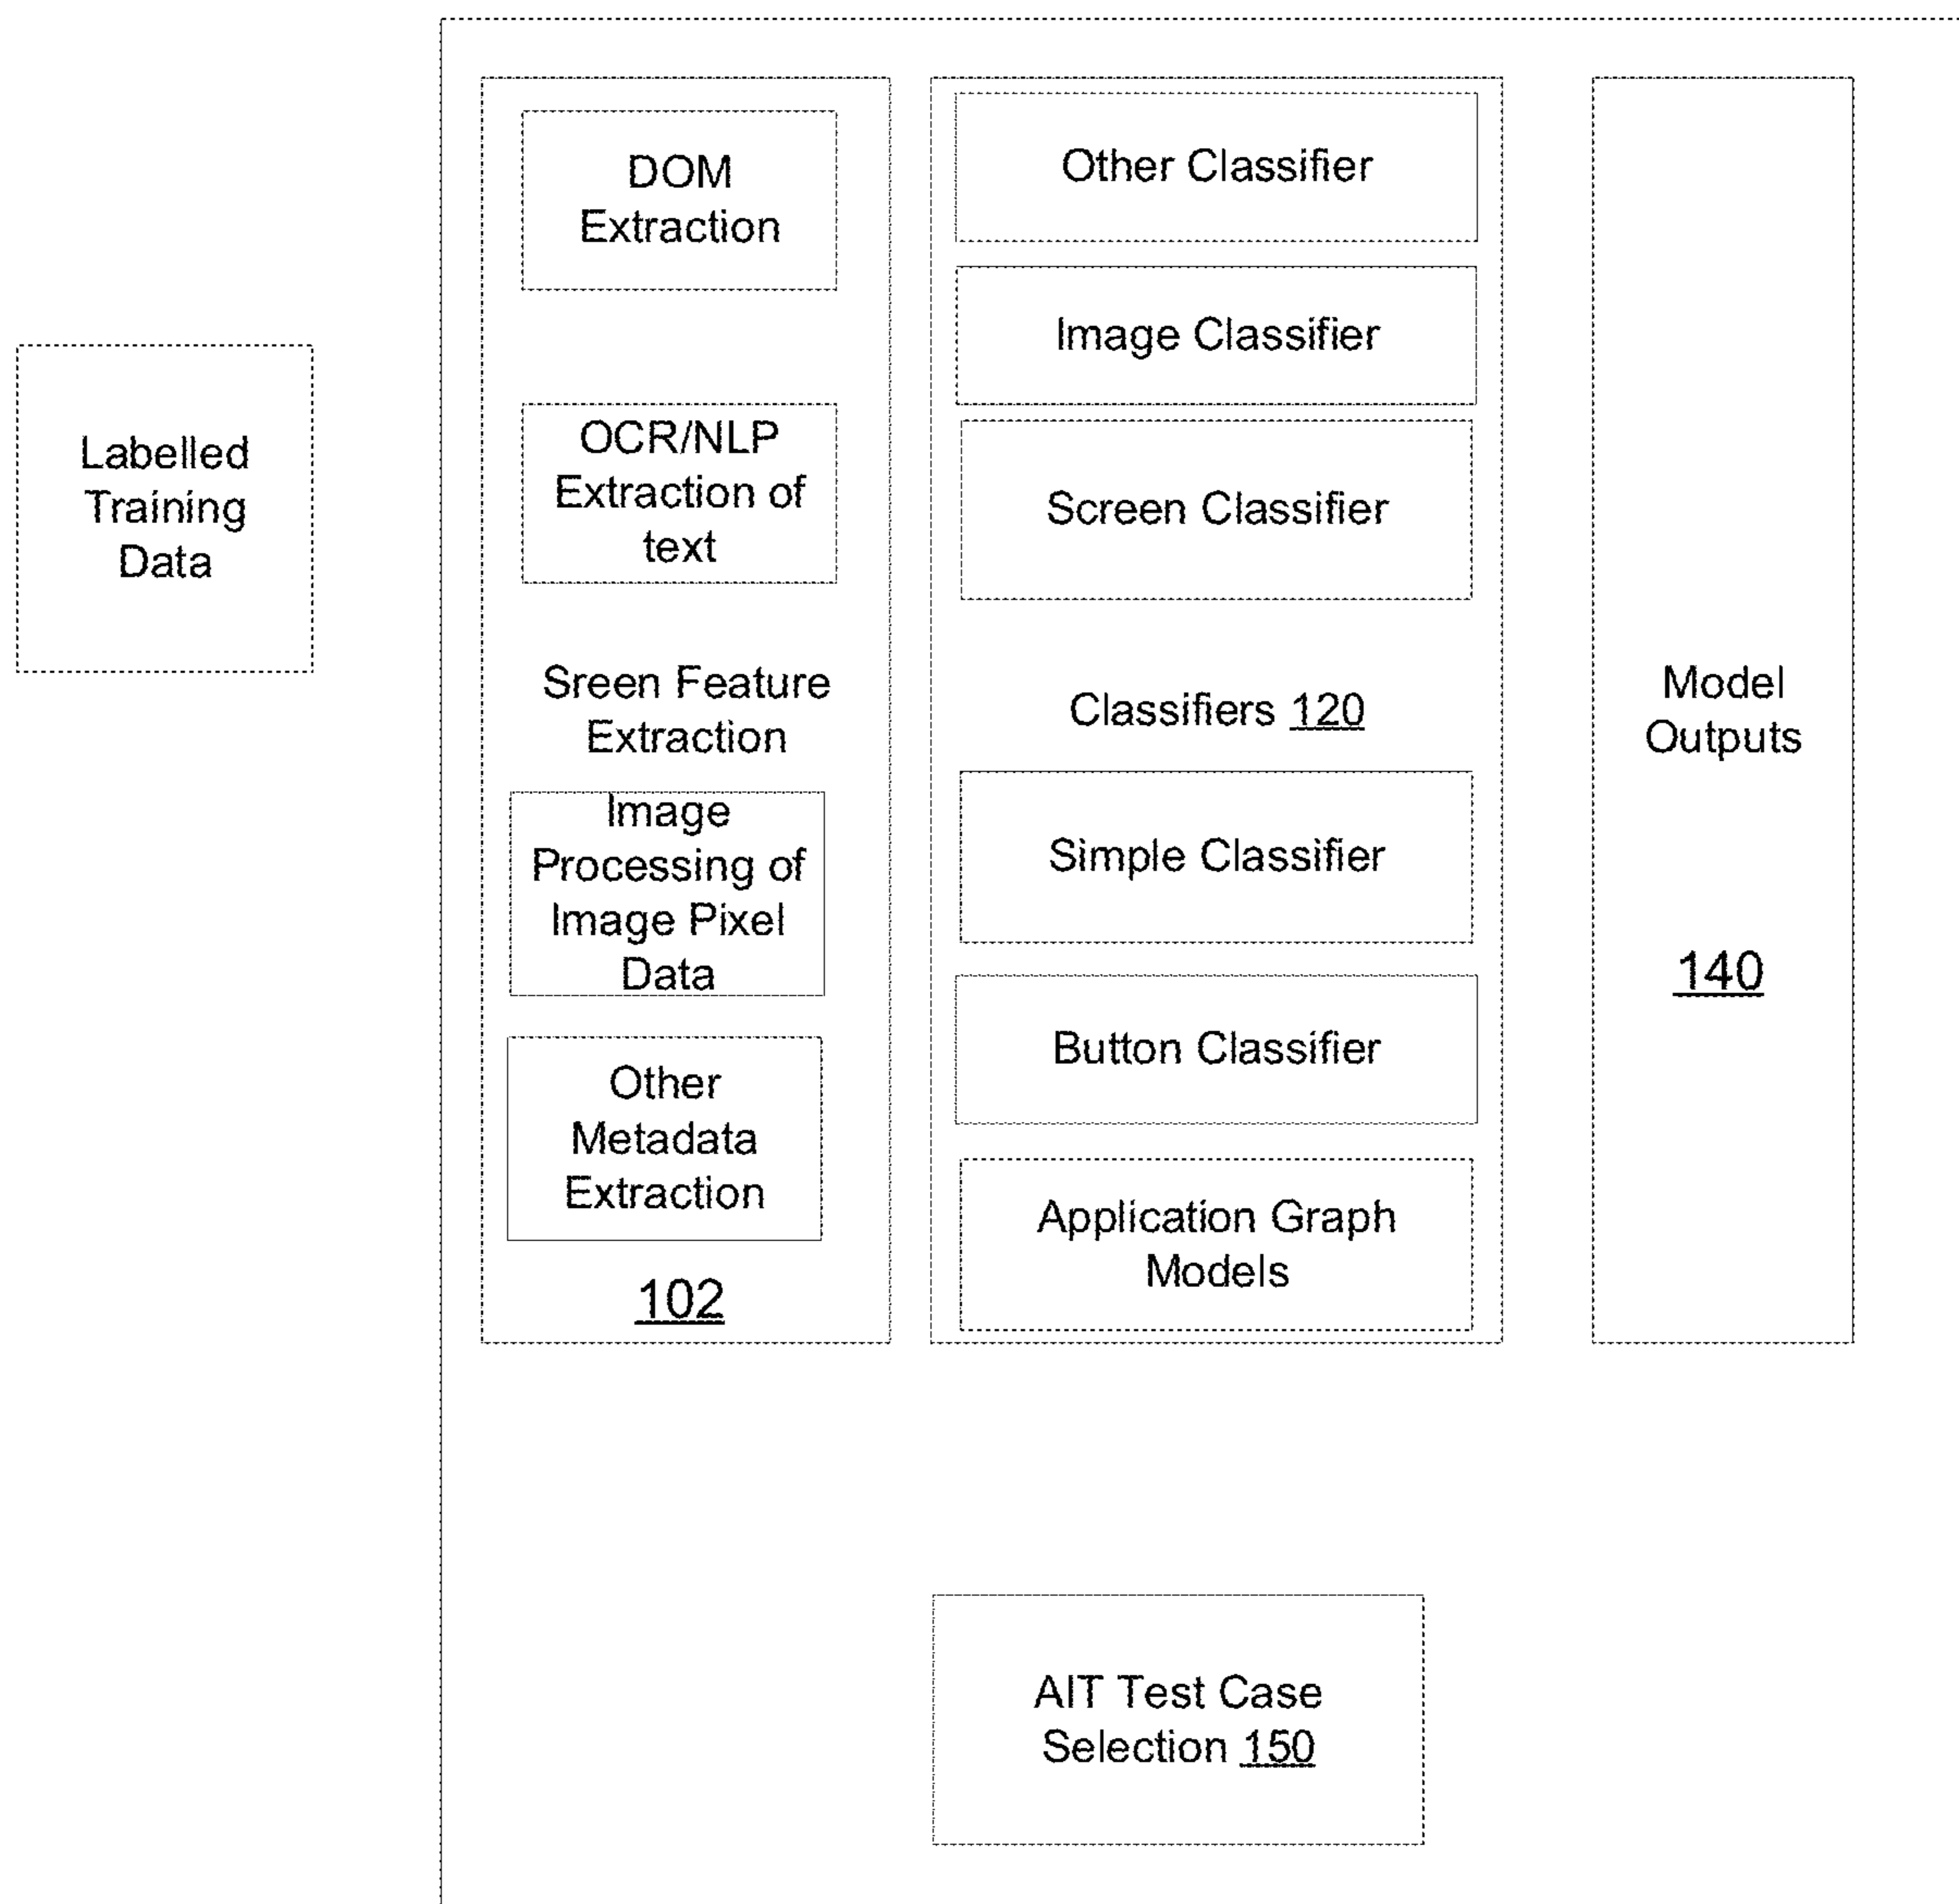 Labelled
Training
Data
DOM
Extraction
OCR/NLP
Extraction of
text
Sreen Feature
Extraction
Image
Processing of
Image Pixel
Data
Other
Metadata
Extraction
102
Other Classifier
Image Classifier
Screen Classifier
Classifiers 120
Simple Classifier
Button Classifier
Application Graph
Models
Model
Outputs
140
AIT Test Case
Selection 150